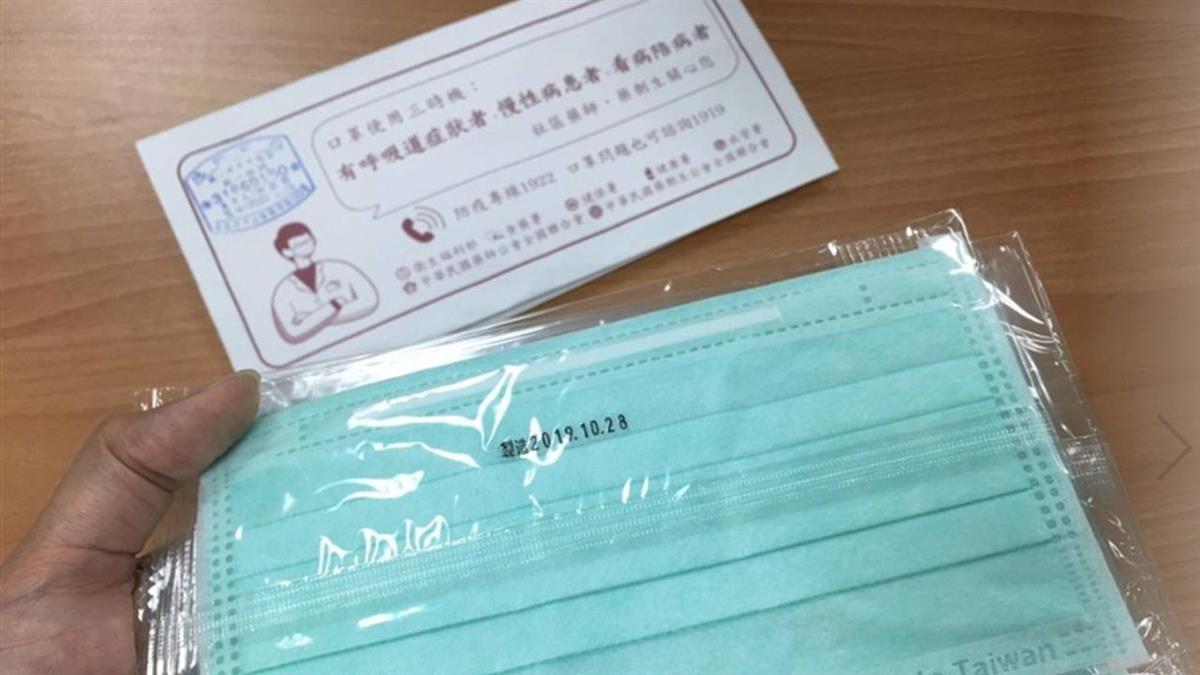 口罩使用三時機：
有呼吸道症狀者、慢性病患者、看病陪病者
社區藥師、藥劑生關心您
防疫專線1922 口罩問題也可諮詢1919
衛生福利部 食藥署 健保署 健康署 疾管署
中華民國藥師公會全國聯合會 中華民國藥劑生公會全國聯合會
製造2019.10.28
Taiwan